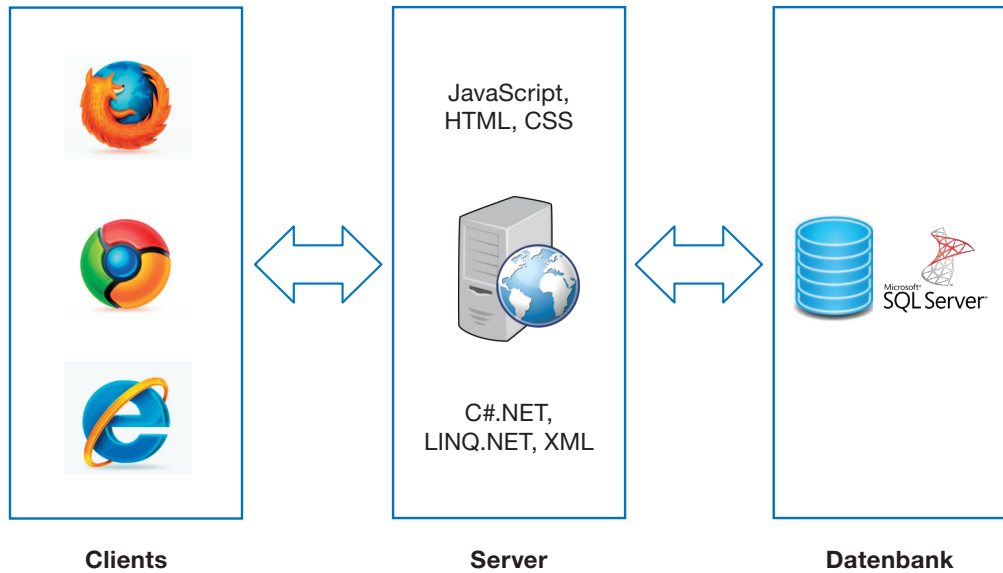 JavaScript,
HTML, CSS
C#.NET,
LINQ.NET, XML
Microsoft®
SQL Server®
Clients
Server
Datenbank